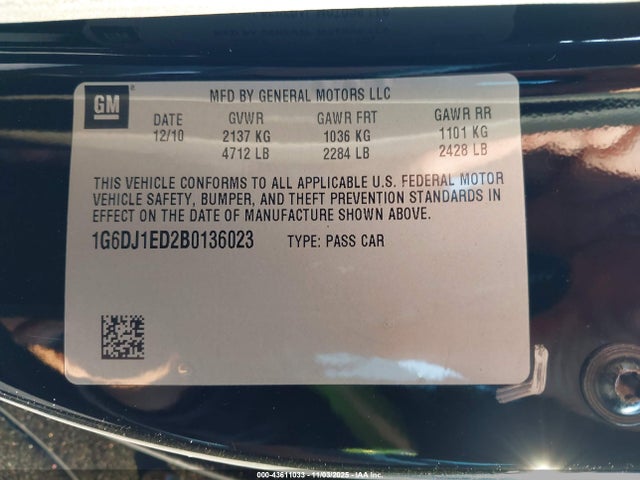 GM
MFD BY GENERAL MOTORS LLC
DATE GVWR GAWR FRT GAWR RR
12/10 2137 KG 1036 KG 1101 KG
4712 LB 2284 LB 2428 LB
THIS VEHICLE CONFORMS TO ALL APPLICABLE U.S. FEDERAL MOTOR
VEHICLE SAFETY, BUMPER, AND THEFT PREVENTION STANDARDS IN
EFFECT ON THE DATE OF MANUFACTURE SHOWN ABOVE.
1G6DJ1ED2B0136023 TYPE: PASS CAR
000-43611033 - 11/03/2025 - IAA Inc.